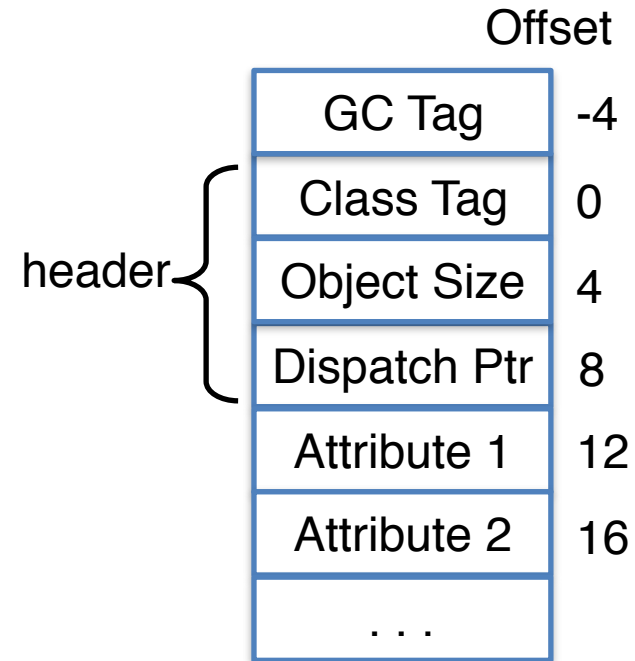 Offset
GC Tag -4
Class Tag 0
header
Object Size 4
Dispatch Ptr 8
Attribute 1 12
Attribute 2 16
. . .